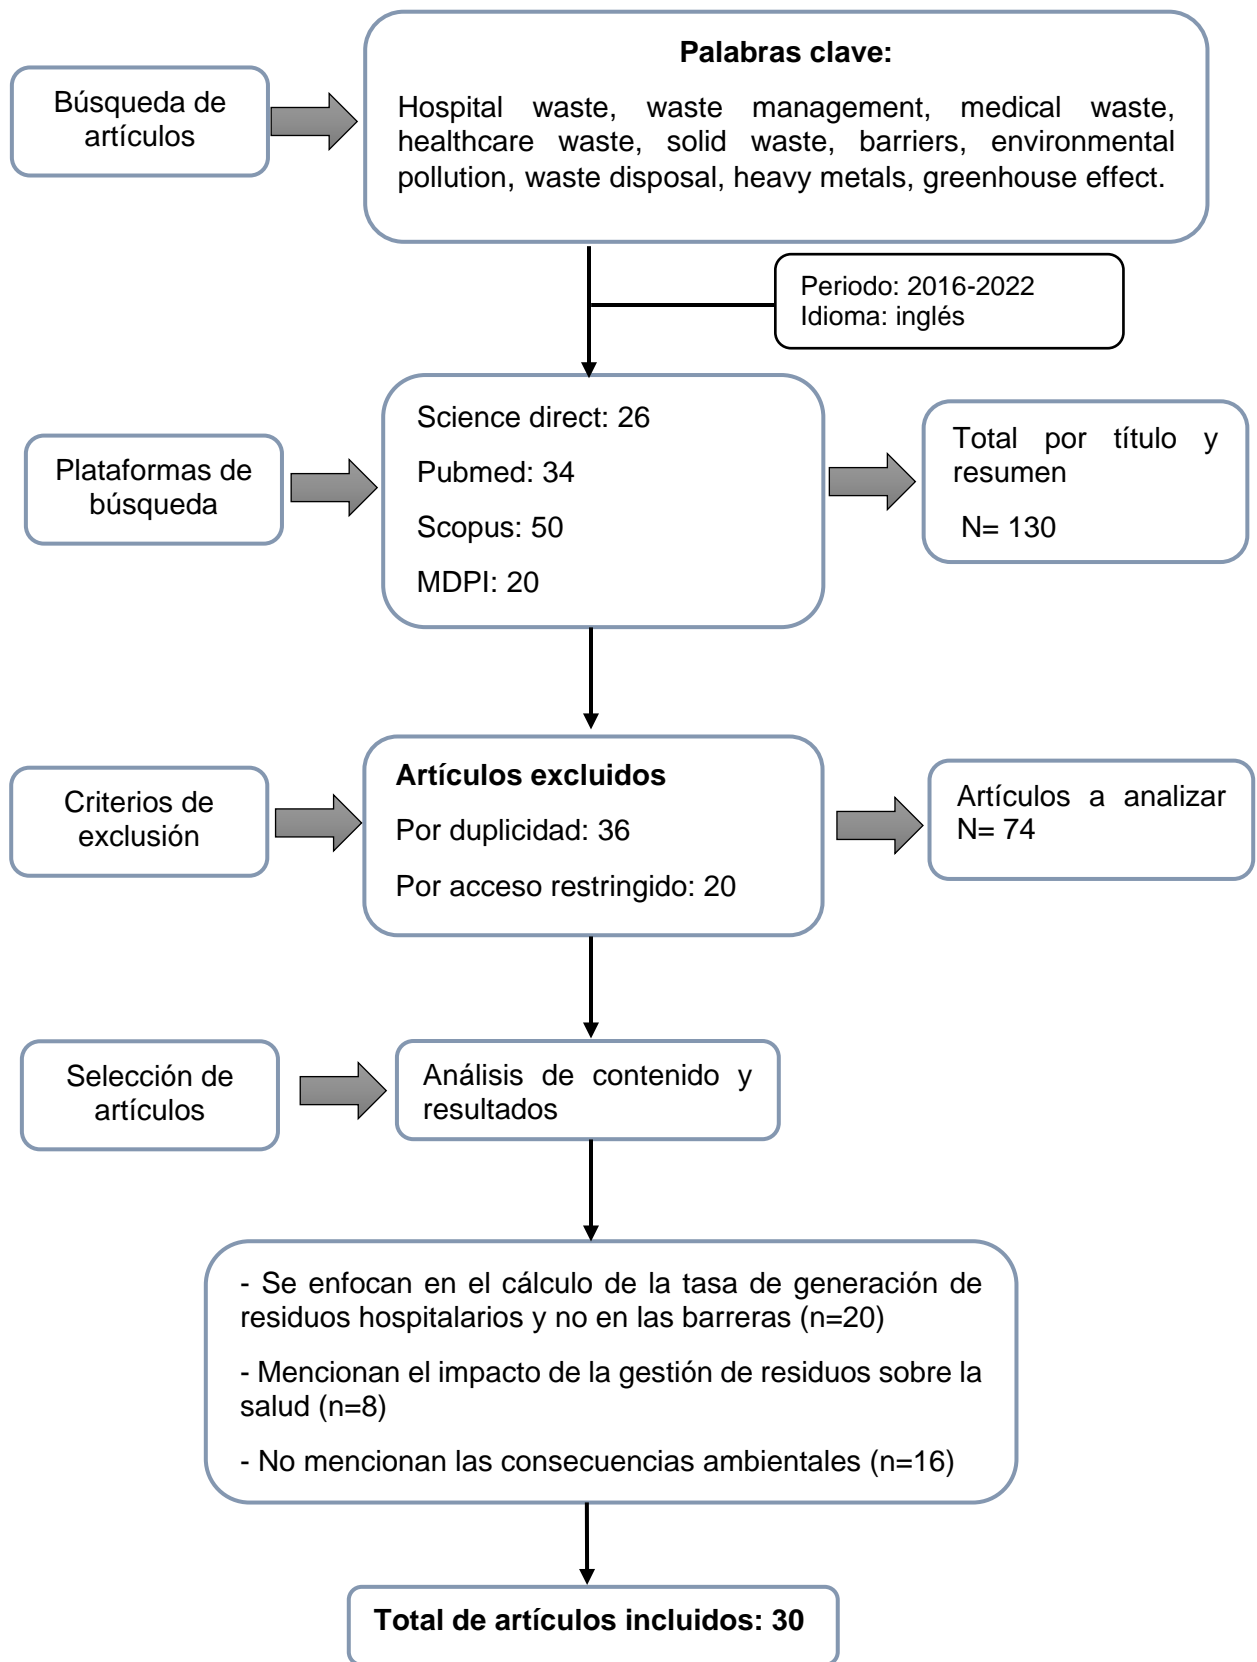 Búsqueda de
artículos
Palabras clave:
Hospital waste, waste management, medical waste,
healthcare waste, solid waste, barriers, environmental
pollution, waste disposal, heavy metals, greenhouse effect.
Periodo: 2016-2022
Idioma: inglés
Plataformas de
búsqueda
Science direct: 26
Pubmed: 34
Scopus: 50
MDPI: 20
Total por título y
resumen
N= 130
Criterios de
exclusión
Artículos excluidos
Por duplicidad: 36
Por acceso restringido: 20
Artículos a analizar
N= 74
Selección de
artículos
Análisis de contenido y
resultados
- Se enfocan en el cálculo de la tasa de generación de
residuos hospitalarios y no en las barreras (n=20)
- Mencionan el impacto de la gestión de residuos sobre la
salud (n=8)
- No mencionan las consecuencias ambientales (n=16)
Total de artículos incluidos: 30